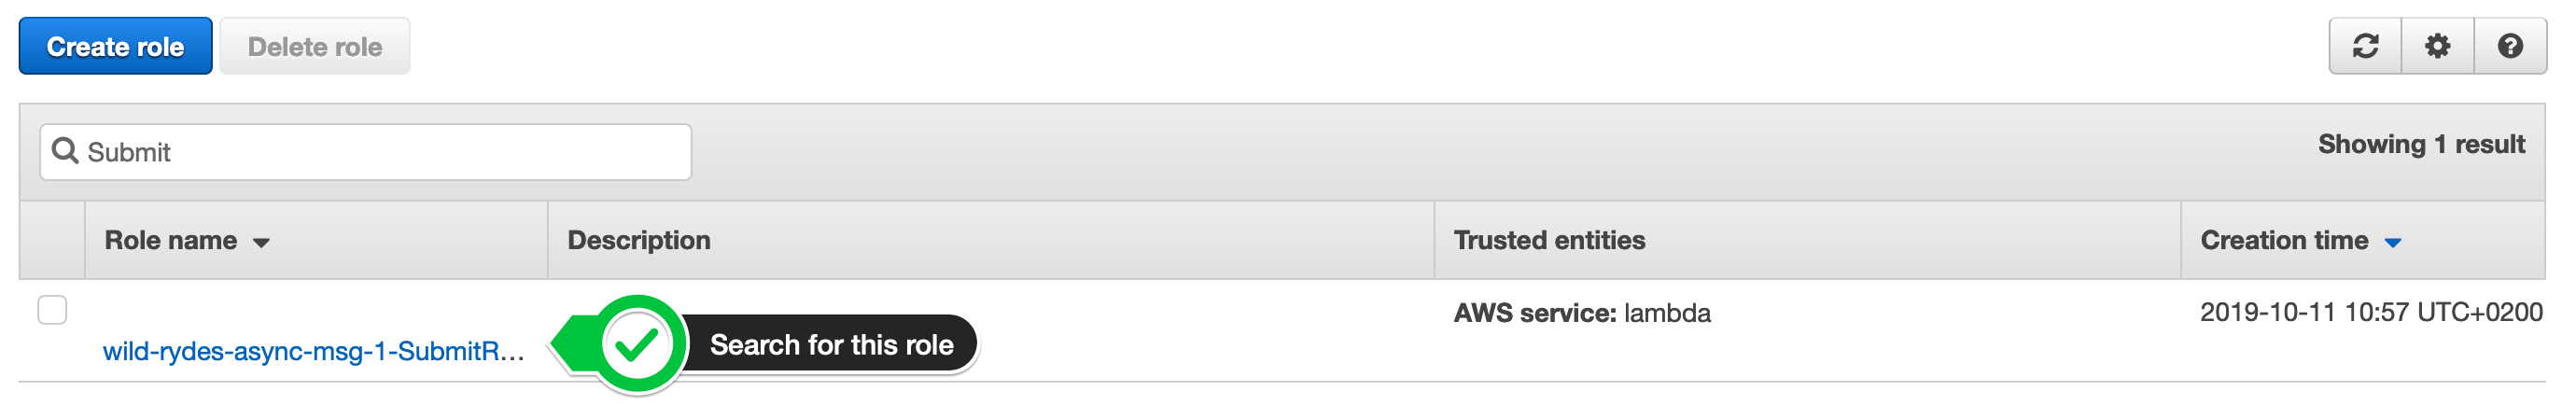 Create role Delete role
Submit
Showing 1 result
Role name Description Trusted entities Creation time
AWS service: lambda 2019-10-11 10:57 UTC+0200
wild-rydes-async-msg-1-SubmitR... Search for this role